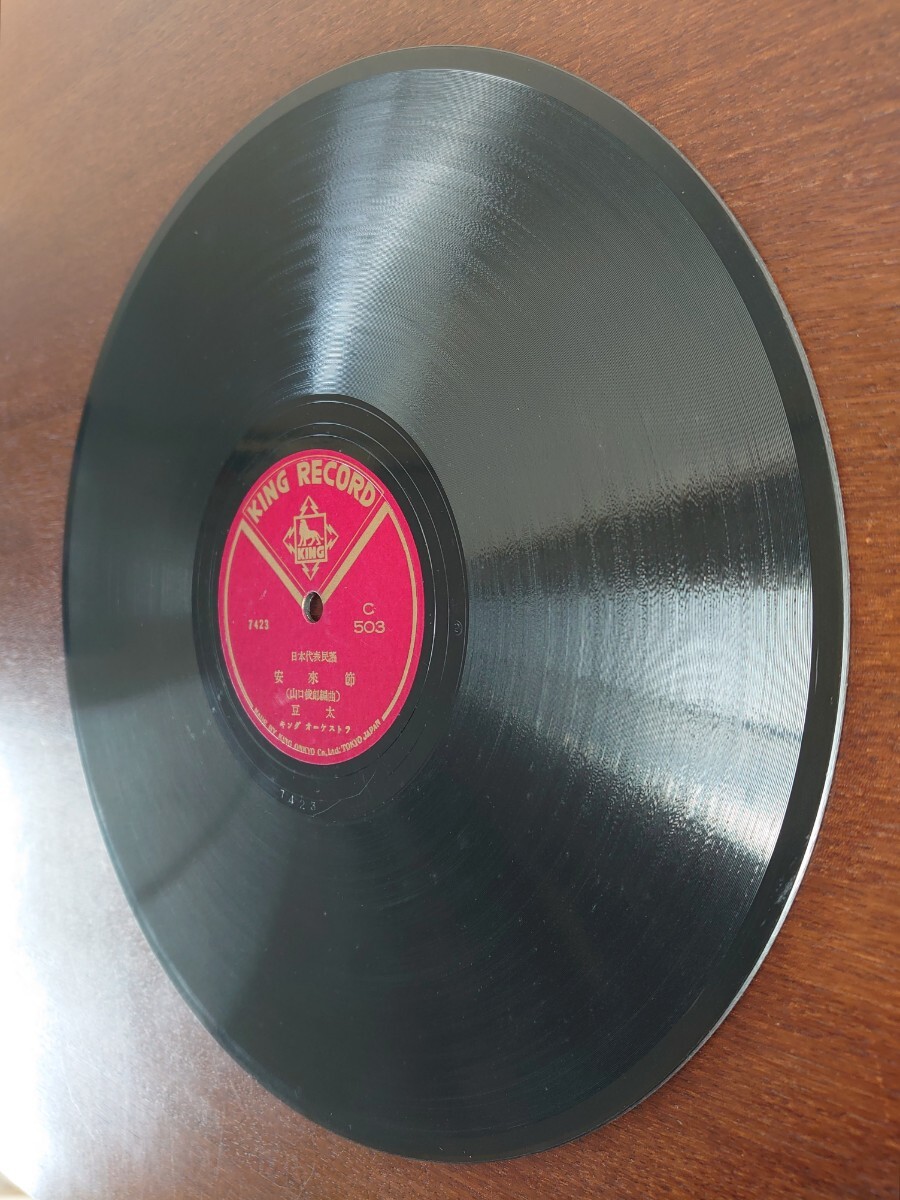 KING RECORD
KING
7423
C
503
日本代表民謡
安来節
(山口俊郎編曲)
豆太
キング オーケストラ
MADE BY KING ONKYO Co., Ltd; TOKYO JAPAN
7423